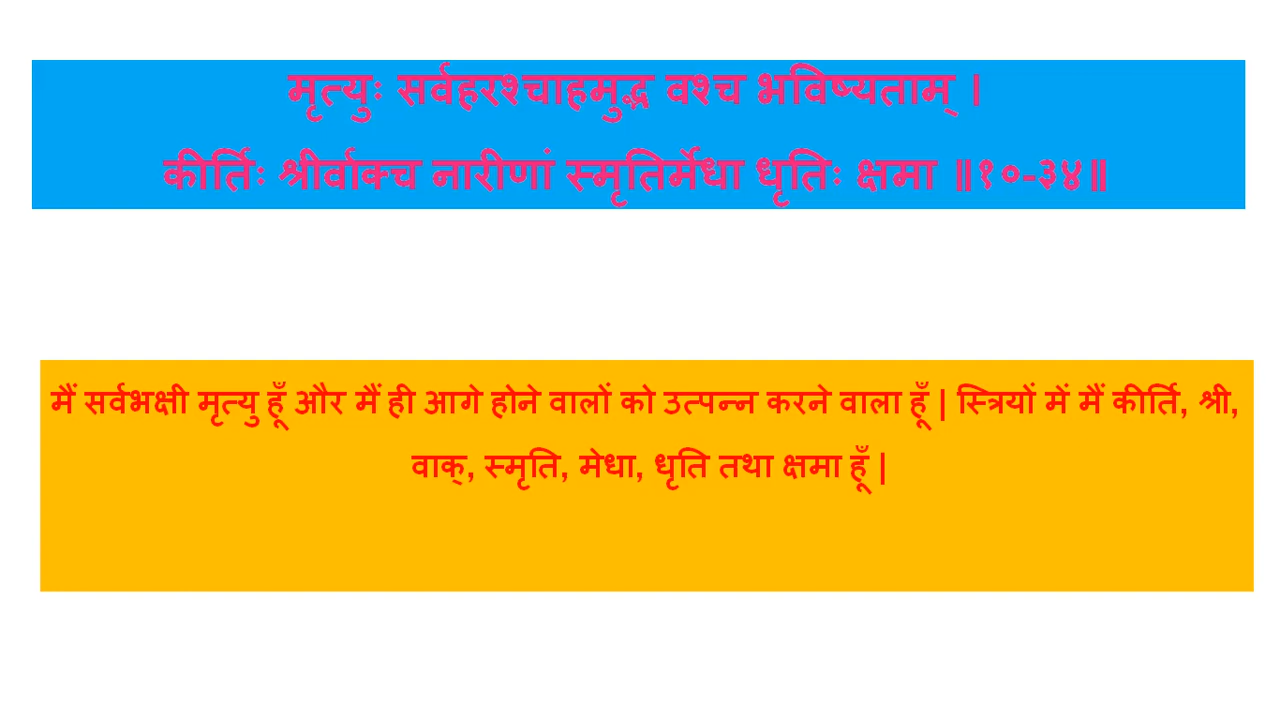 मृत्युः सर्वहरश्चाहमुद्भ वश्च भविष्यताम् ।
कीर्तिः श्रीर्वाक्च नारीणां स्मृतिर्मेधा धृतिः क्षमा ॥१०-३४॥
मैं सर्वभक्षी मृत्यु हूँ और मैं ही आगे होने वालों को उत्पन्न करने वाला हूँ | स्त्रियों में मैं कीर्ति, श्री,
वाक्, स्मृति, मेधा, धृति तथा क्षमा हूँ |